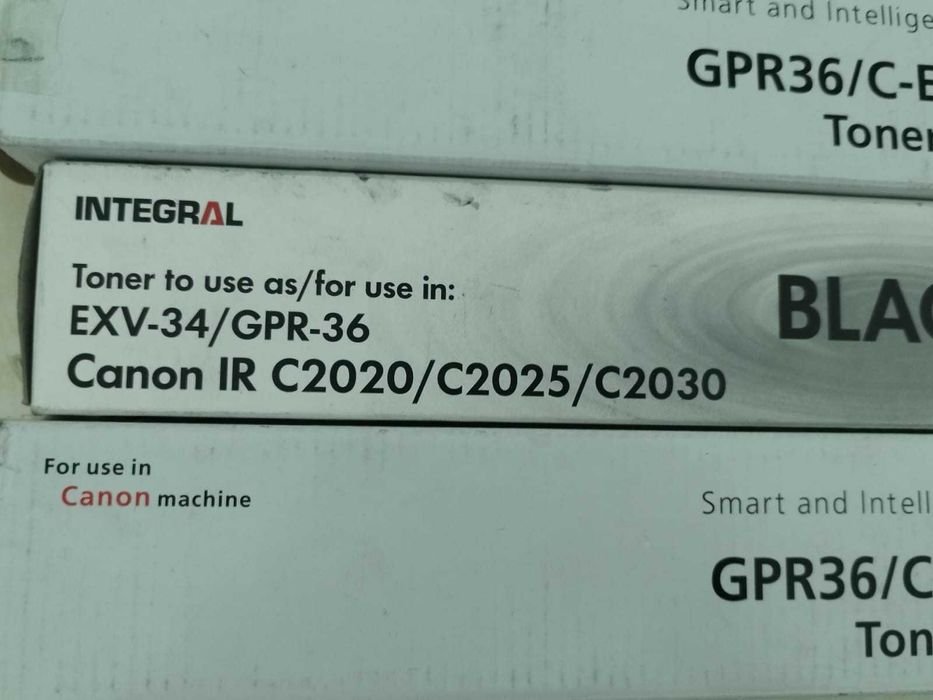 Smart and Intellige
GPR36/C-E
Toner
INTEGRAL
Toner to use as/for use in:
EXV-34/GPR-36
Canon IR C2020/C2025/C2030
BLAC
For use in
Canon machine
Smart and Intell
GPR36/C
Ton